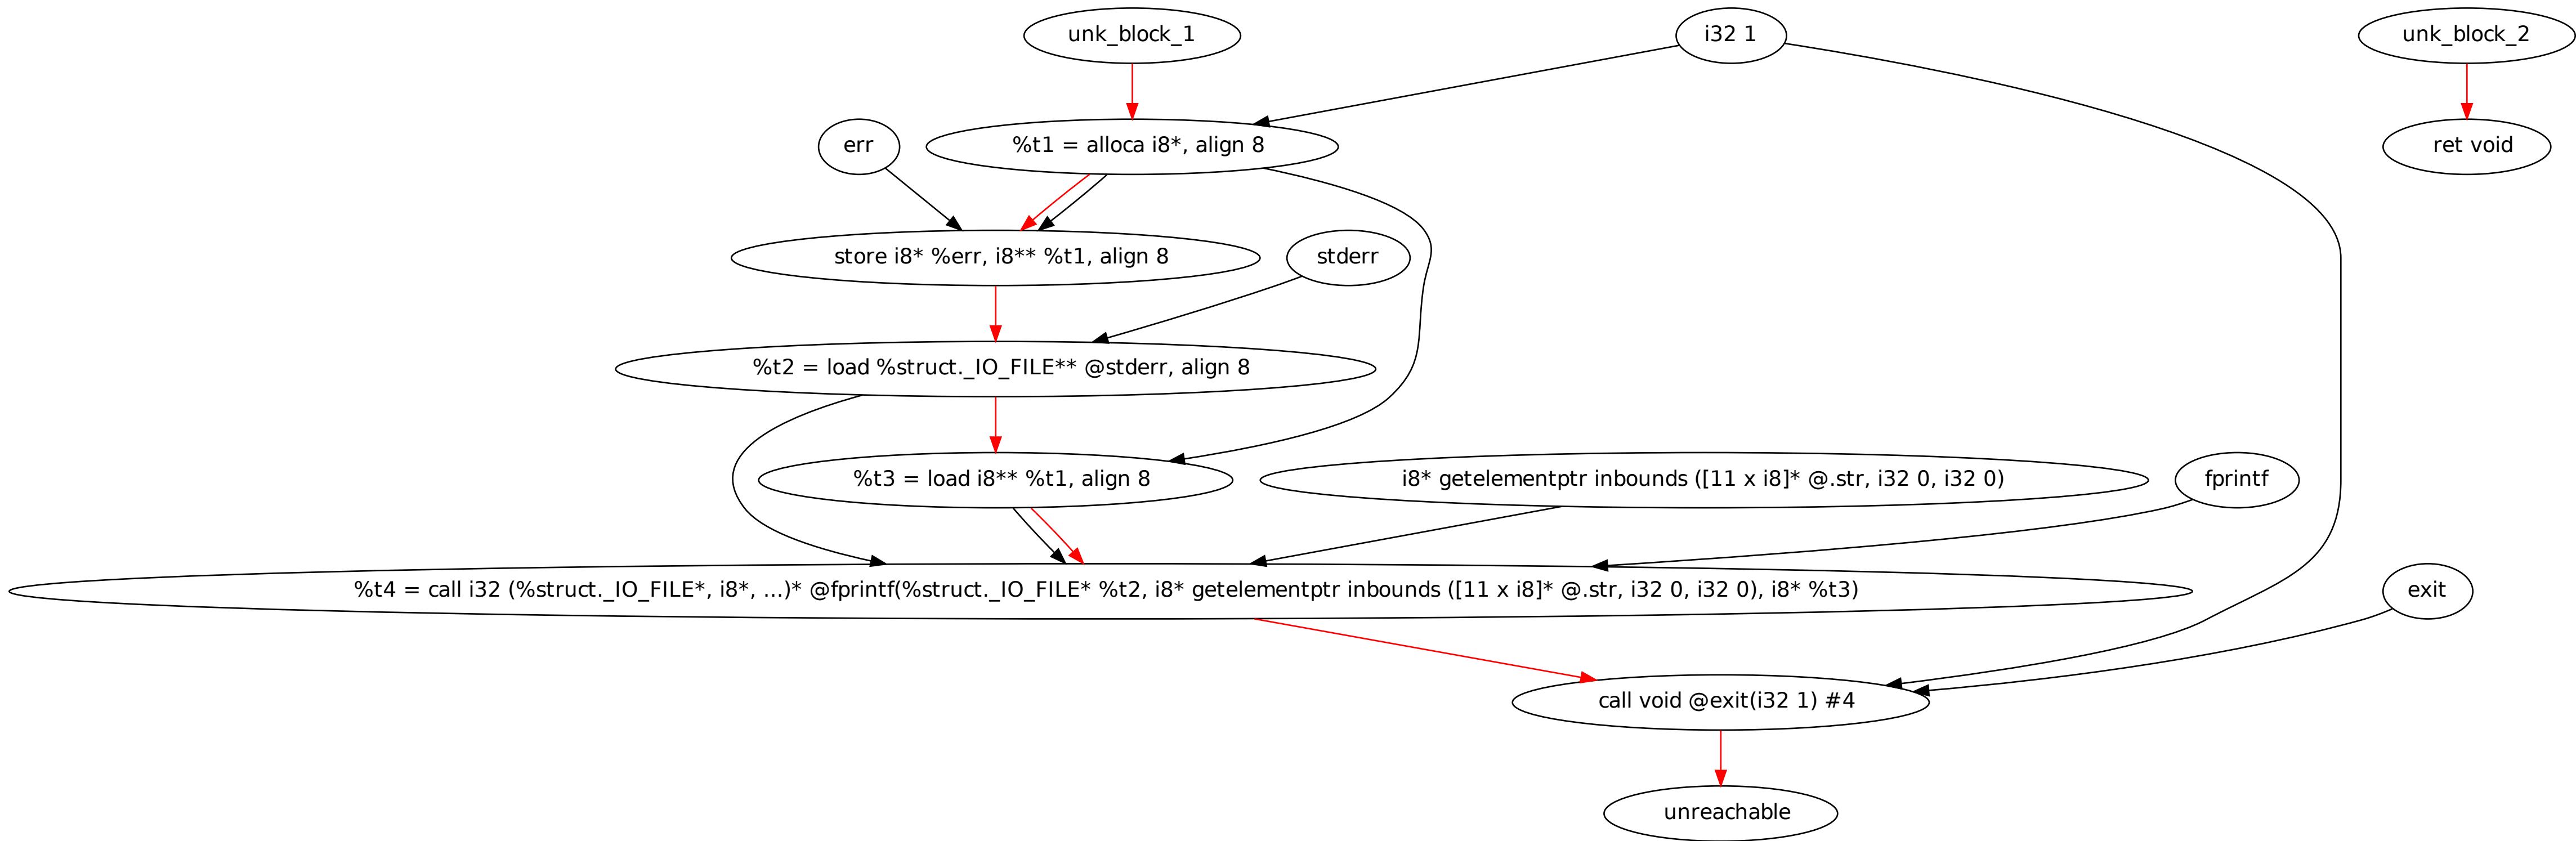 unk_block_1
i32 1
unk_block_2
err
%t1 = alloca i8*, align 8
ret void
store i8* %err, i8** %t1, align 8
stderr
%t2 = load %struct._IO_FILE** @stderr, align 8
%t3 = load i8** %t1, align 8
i8* getelementptr inbounds ([11 x i8]* @.str, i32 0, i32 0)
fprintf
%t4 = call i32 (%struct._IO_FILE*, i8*, ...)* @fprintf(%struct._IO_FILE* %t2, i8* getelementptr inbounds ([11 x i8]* @.str, i32 0, i32 0), i8* %t3)
exit
call void @exit(i32 1) #4
unreachable